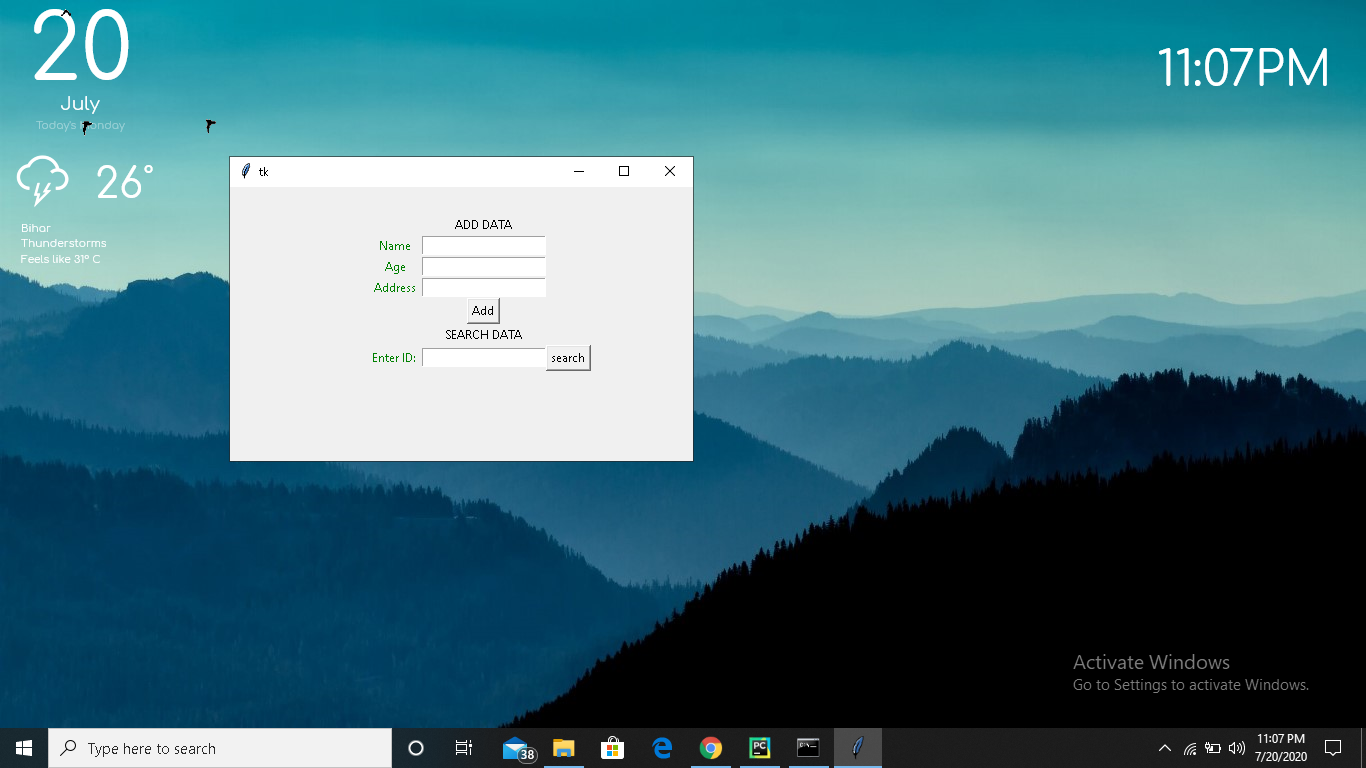 20
July
Today's Monday
26°
Bihar
Thunderstorms
Feels like 31° C
11:07PM
tk
ADD DATA
Name
Age
Address
Add
SEARCH DATA
Enter ID:
search
Activate Windows
Go to Settings to activate Windows.
Type here to search
38
PC
C:\_
11:07 PM
7/20/2020